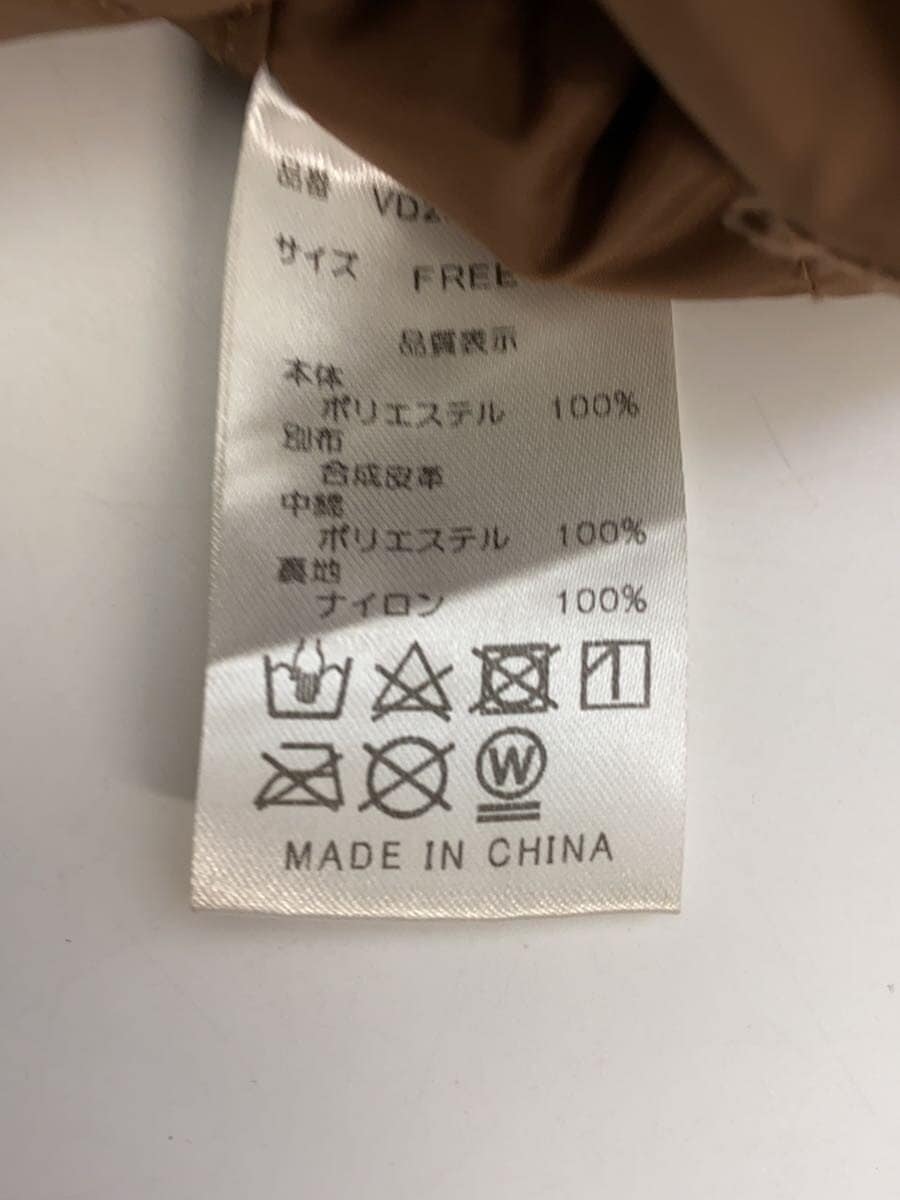 品番
サイズ FREE
品質表示
本体
ポリエステル 100%
別布
合成皮革
中綿
ポリエステル 100%
裏地
ナイロン 100%
W
MADE IN CHINA